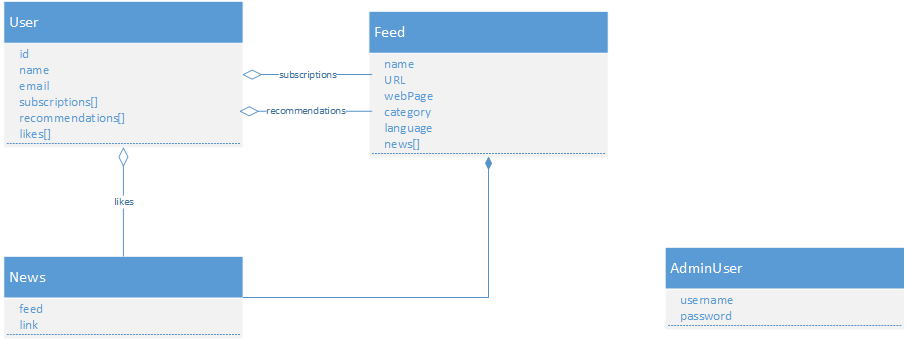 User
id
name
email
subscriptions[]
recommendations[]
likes[]
Feed
name
URL
webPage
category
language
news[]
subscriptions
recommendations
likes
News
feed
link
AdminUser
username
password